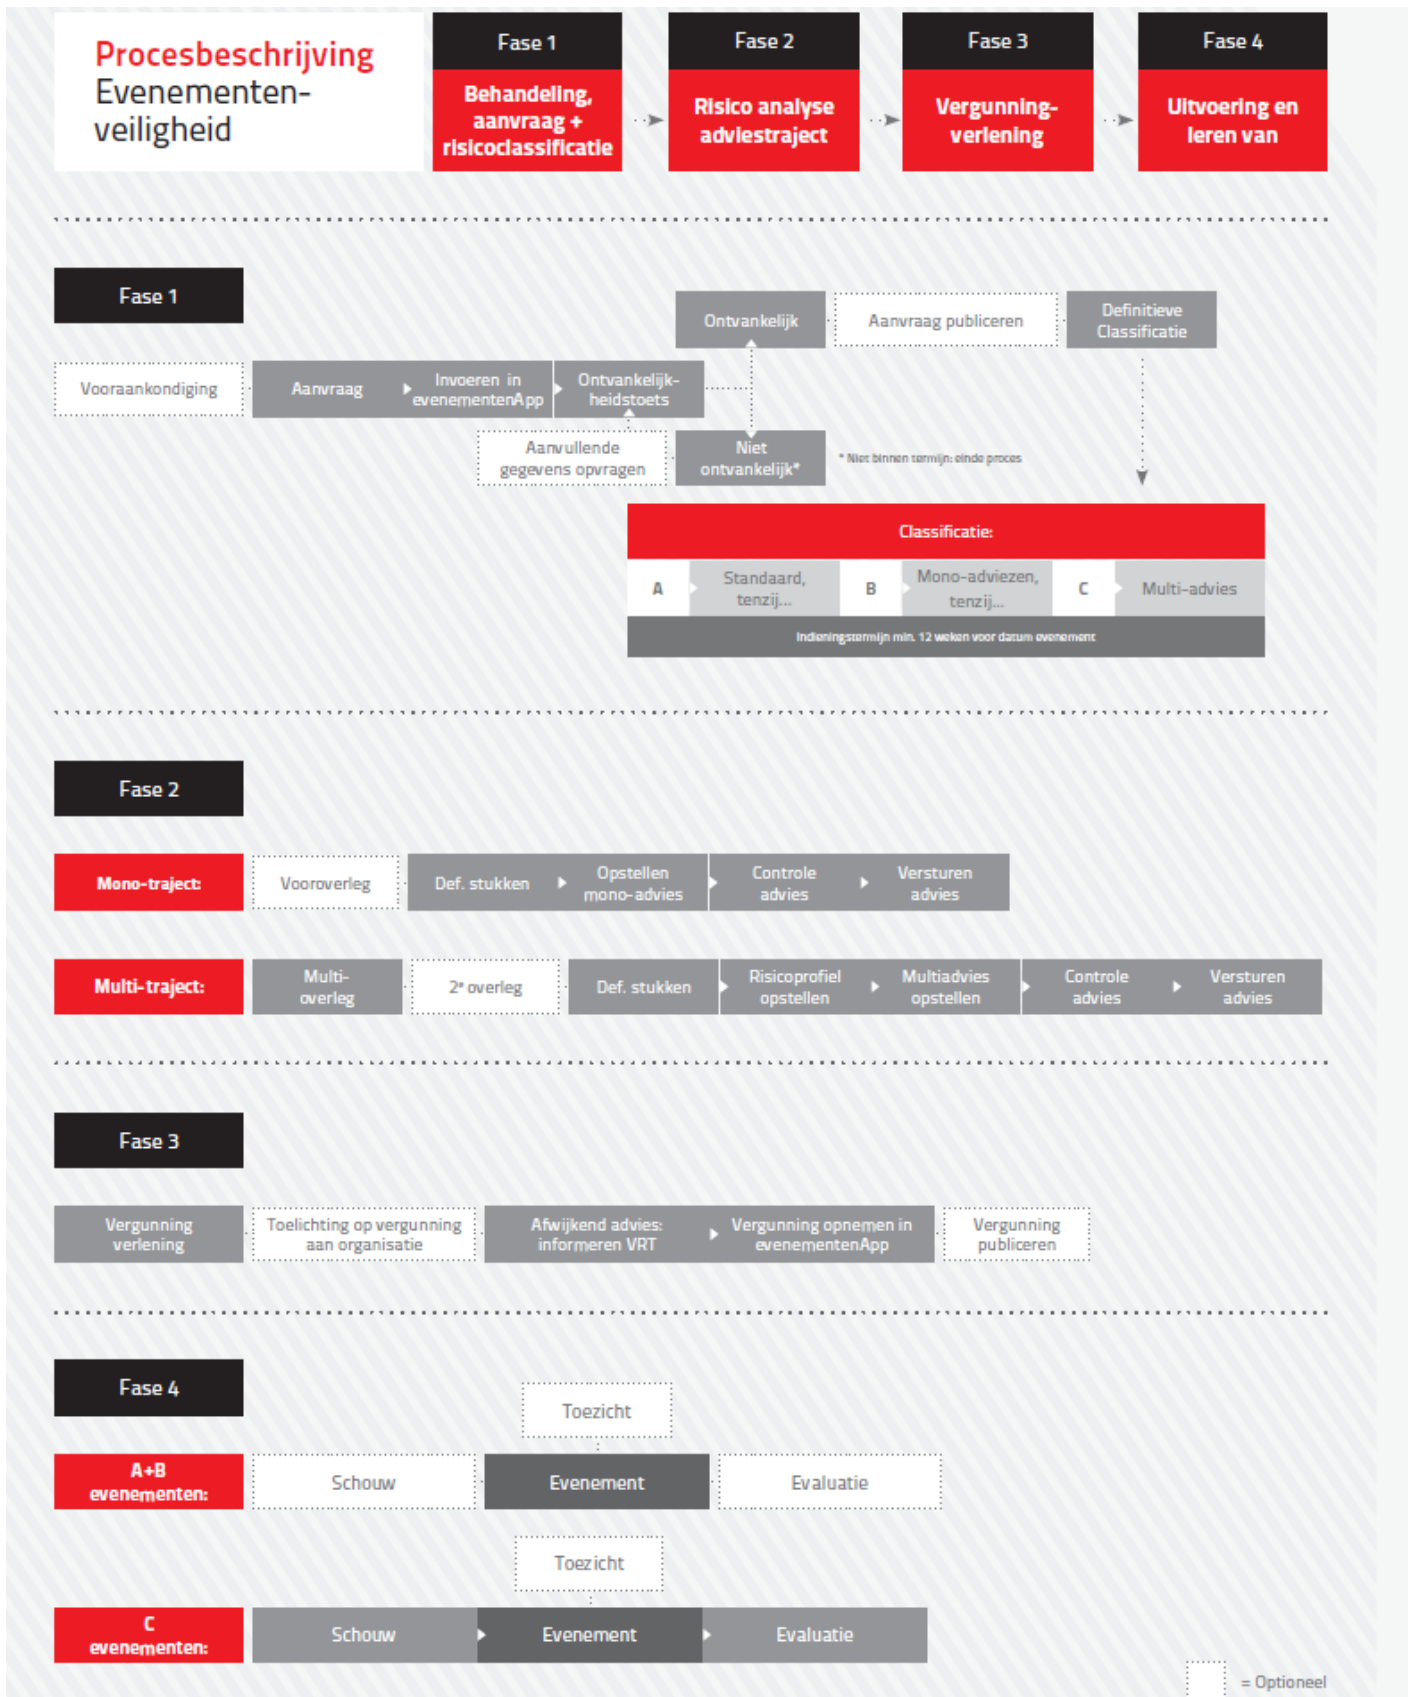 Procesbeschrijving
Evenementen-
veiligheid
Fase 1
Behandeling,
aanvraag +
risicoclassificatie
Fase 2
Risico analyse
adviestraject
Fase 3
Vergunning-
verlening
Fase 4
Uitvoering en
leren van
Fase 1
Vooraankondiging
Aanvraag
Invoeren in
evenementenApp
Ontvankelijk-
heidstoets
Ontvankelijk
Aanvraag publiceren
Definitieve
Classificatie
Aanvullende
gegevens opvragen
Niet
ontvankelijk*
* Niet binnen termijn: einde proces
Classificatie:
A
Standaard,
tenzij...
B
Mono-adviezen,
tenzij...
C
Multi-advies
Indieningstermijn min. 12 weken voor datum evenement
Fase 2
Mono-traject:
Vooroverleg
Def. stukken
Opstellen
mono-advies
Controle
advies
Versturen
advies
Multi-traject:
Multi-
overleg
2e overleg
Def. stukken
Risicoprofiel
opstellen
Multiadvies
opstellen
Controle
advies
Versturen
advies
Fase 3
Vergunning
verlening
Toelichting op vergunning
aan organisatie
Afwijkend advies:
informeren VRT
Vergunning opnemen in
evenementenApp
Vergunning
publiceren
Fase 4
Toezicht
A+B
evenementen:
Schouw
Evenement
Evaluatie
Toezicht
C
evenementen:
Schouw
Evenement
Evaluatie
= Optioneel